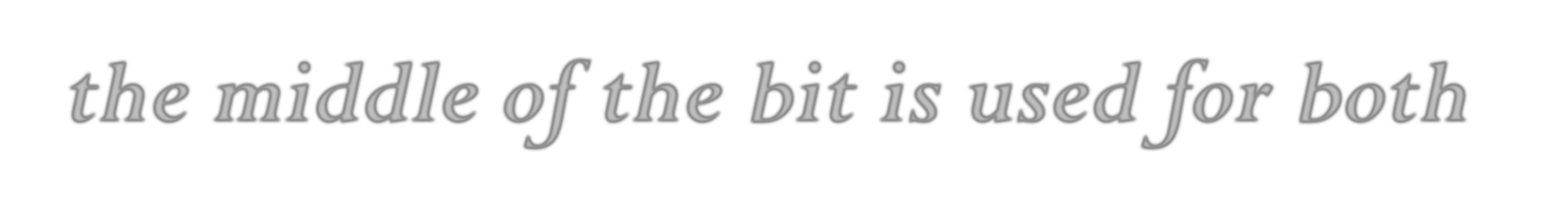 the middle of the bit is used for both